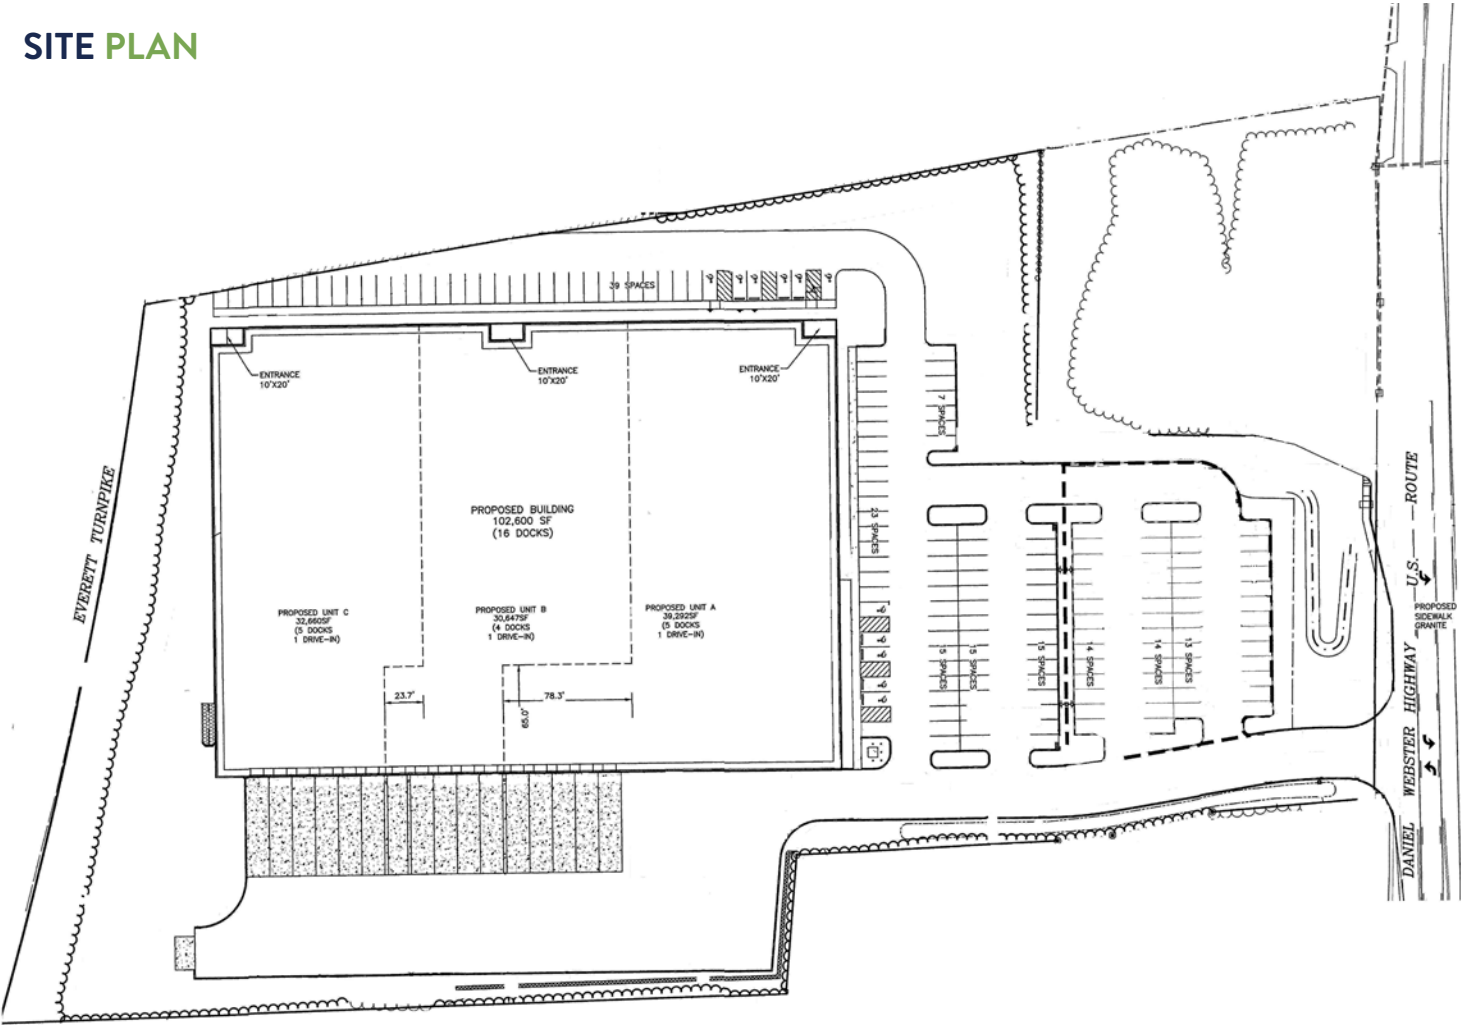 SITE PLAN
39 SPACES
ENTRANCE
10'X20'
ENTRANCE
10'X20'
ENTRANCE
10'X20'
7 SPACES
EVERETT TURNPIKE
PROPOSED BUILDING
102,600 SF
(16 DOCKS)
23 SPACES
PROPOSED UNIT C
32,660SF
(5 DOCKS
1 DRIVE-IN)
PROPOSED UNIT B
30,647SF
(4 DOCKS
1 DRIVE-IN)
PROPOSED UNIT A
39,292SF
(5 DOCKS
1 DRIVE-IN)
15 SPACES
15 SPACES
15 SPACES
14 SPACES
14 SPACES
13 SPACES
23.7'
78.3'
65.0'
PROPOSED
SIDEWALK
GRANITE
DANIEL WEBSTER HIGHWAY U.S. ROUTE